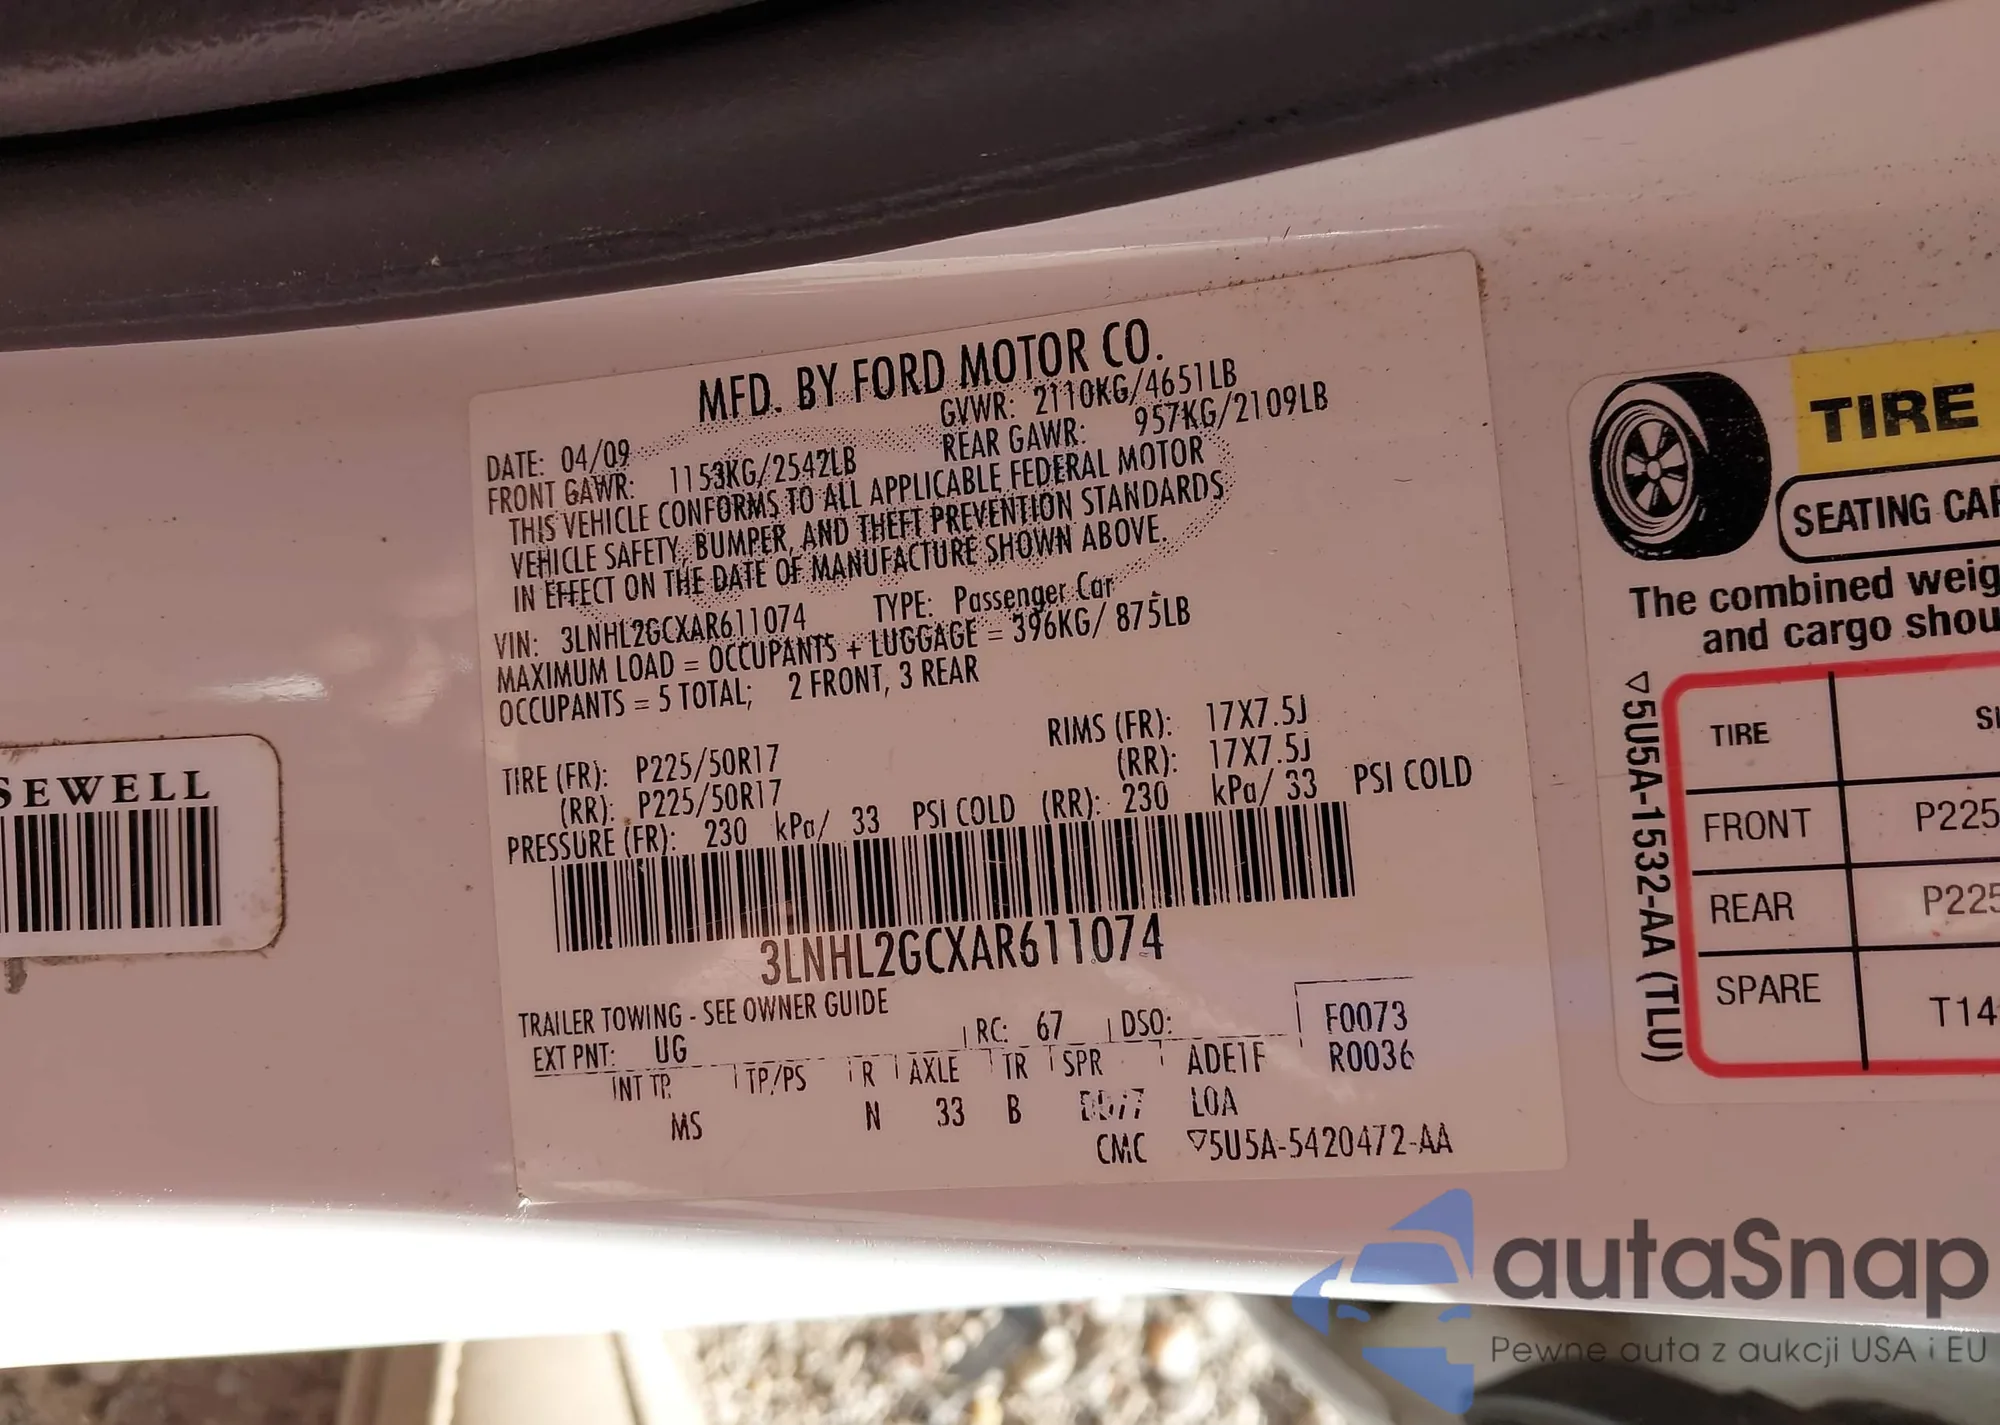 MFD. BY FORD MOTOR CO.
DATE: 04/09 GVWR: 2110KG/4651LB
FRONT GAWR: 1153KG/2542LB REAR GAWR: 957KG/2109LB
THIS VEHICLE CONFORMS TO ALL APPLICABLE FEDERAL MOTOR
VEHICLE SAFETY, BUMPER, AND THEFT PREVENTION STANDARDS
IN EFFECT ON THE DATE OF MANUFACTURE SHOWN ABOVE.
VIN: 3LNHL2GCXAR611074 TYPE: Passenger Car
MAXIMUM LOAD = OCCUPANTS + LUGGAGE = 396KG/ 875LB
OCCUPANTS = 5 TOTAL; 2 FRONT, 3 REAR
TIRE (FR): P225/50R17 RIMS (FR): 17X7.5J
(RR): P225/50R17 (RR): 17X7.5J
PRESSURE (FR): 230 kPa/ 33 PSI COLD (RR): 230 kPa/ 33 PSI COLD
3LNHL2GCXAR611074
TRAILER TOWING - SEE OWNER GUIDE
EXT PNT: UG RC: 67 DSO: F0073
INT TR TP/PS R AXLE TR SPR ADE1F R0036
MS N 33 B LOA
CMC ▽5U5A-5420472-AA
SEWELL
TIRE
SEATING
The combined
and cargo
▽5U5A-1532-AA (TLU)
TIRE
FRONT P225
REAR P225
SPARE T14
autaSnap
Pewne auta z aukcji USA i EU